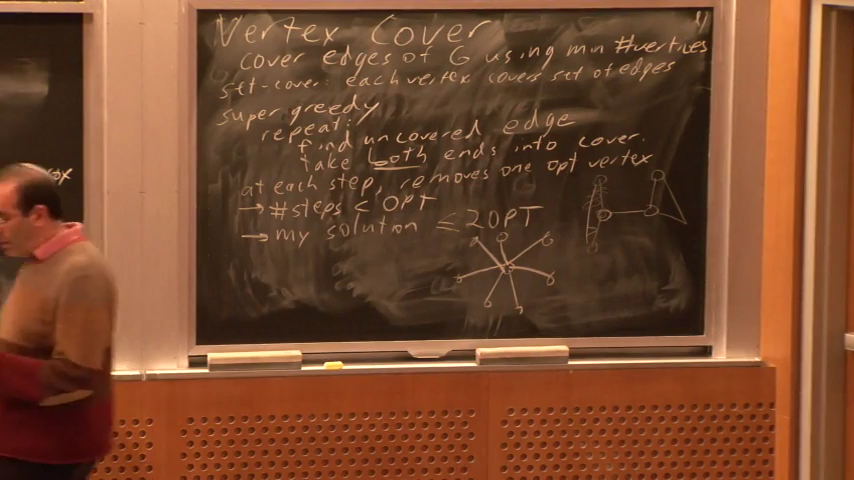 Vertex Cover
cover edges of G using min #vertives
set-cover: each vertex covers set of edges
super greedy
repeat:
find uncovered edge
take both ends into cover.
at each step, removes one opt vertex
→ #steps ≤ OPT
→ my solution ≤ 2OPT